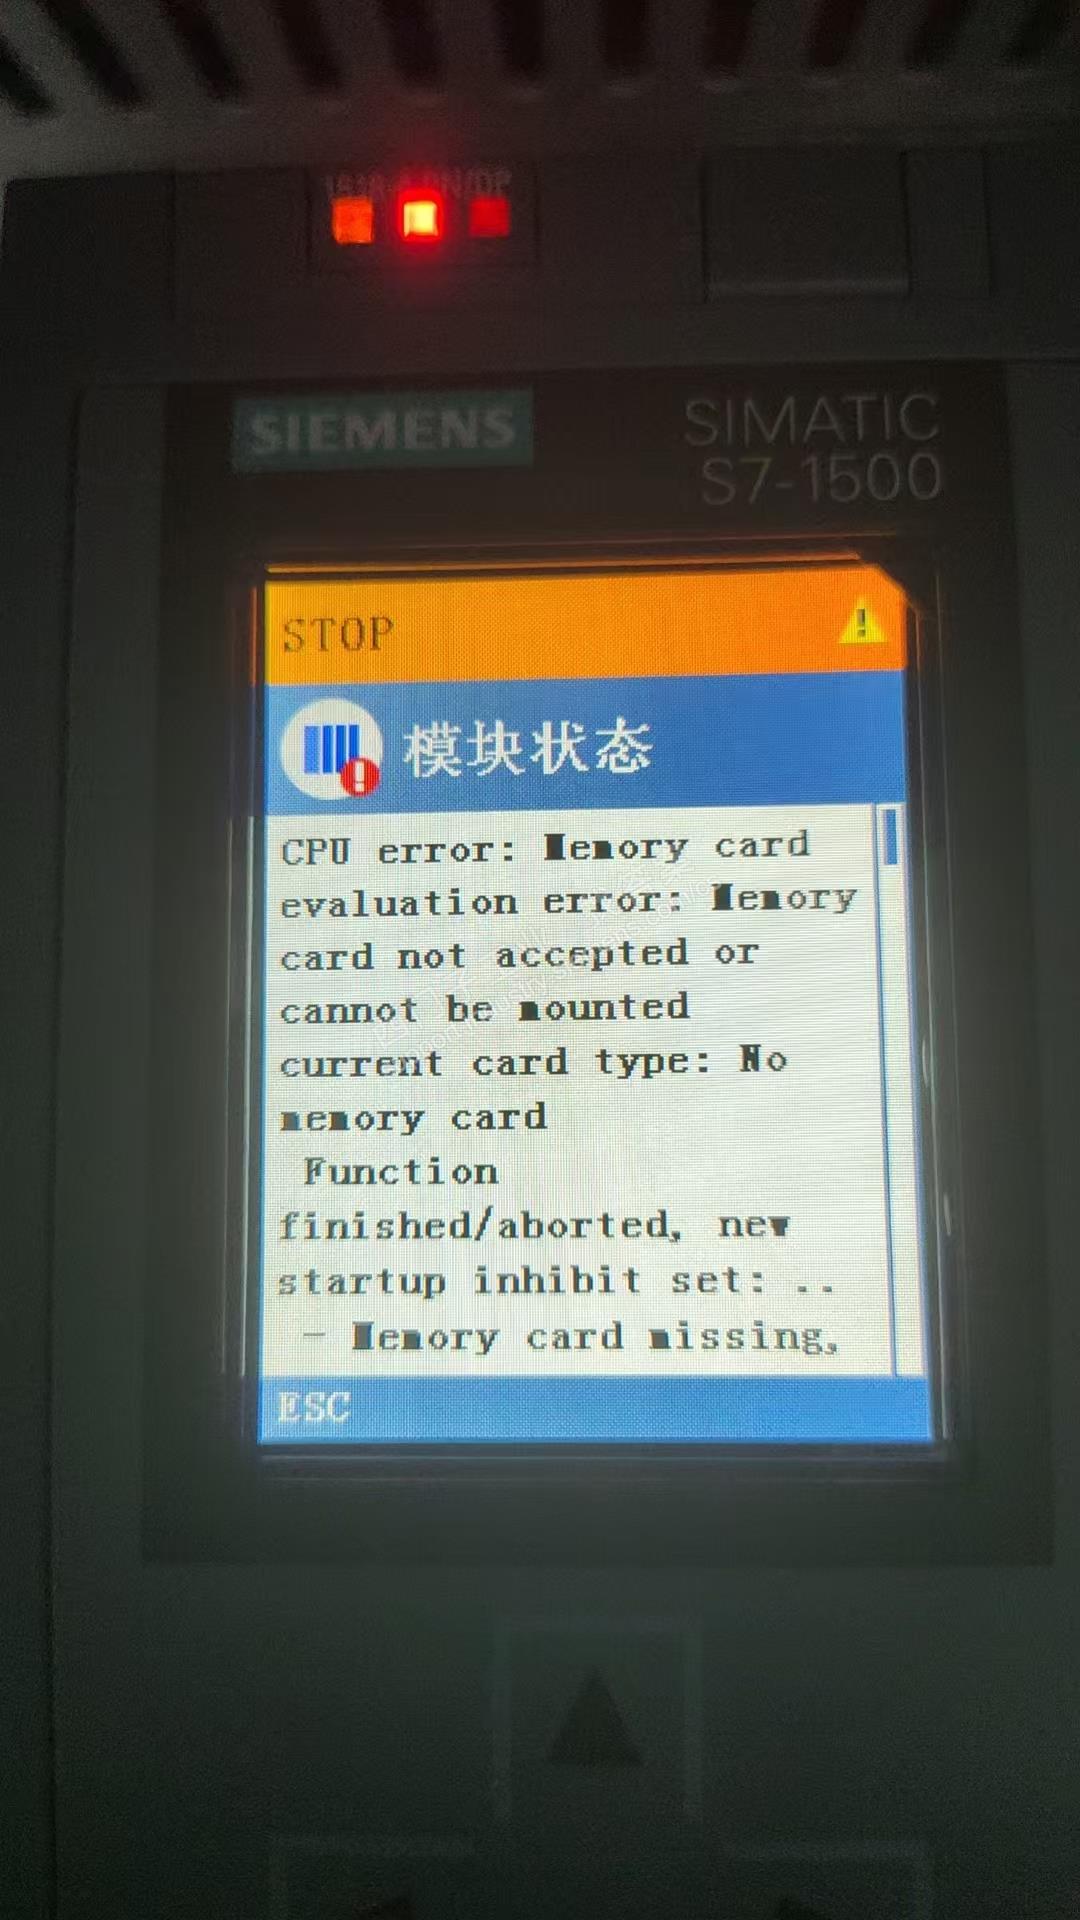 PN/DP
SIEMENS
SIMATIC
S7-1500
STOP
模块状态
CPU error: Memory card
evaluation error: Memory
card not accepted or
cannot be mounted
current card type: No
memory card
Function
finished/aborted, new
startup inhibit set: ..
- Memory card missing,
ESC